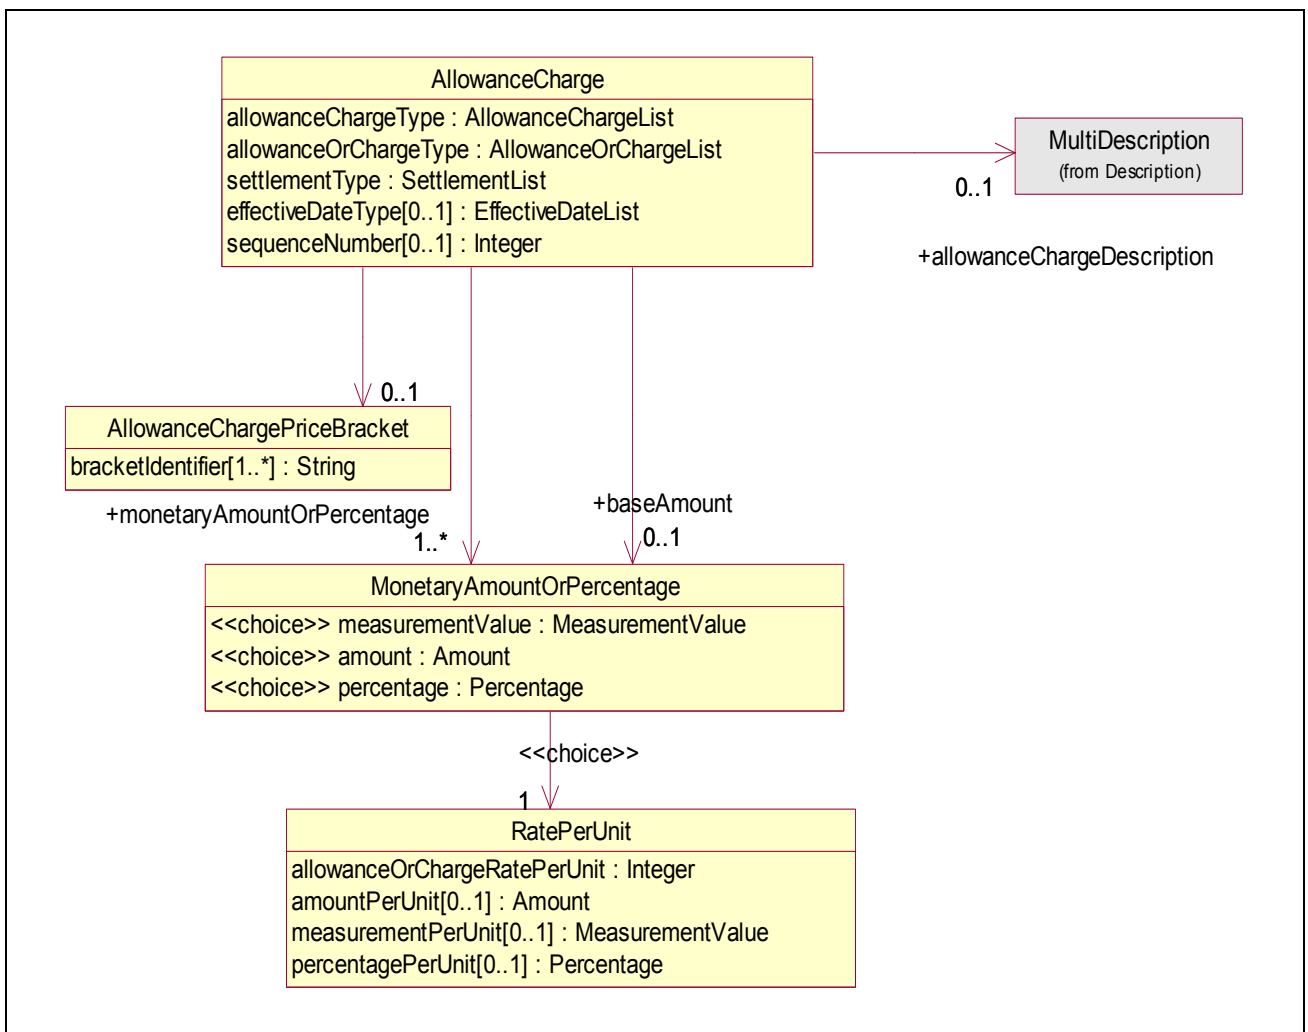 AllowanceCharge
allowanceChargeType : AllowanceChargeList
allowanceOrChargeType : AllowanceOrChargeList
settlementType : SettlementList
effectiveDateType[0..1] : EffectiveDateList
sequenceNumber[0..1] : Integer
MultiDescription
(from Description)
0..1
+allowanceChargeDescription
0..1
AllowanceChargePriceBracket
bracketIdentifier[1..*] : String
+monetaryAmountOrPercentage
1..*
+baseAmount
0..1
MonetaryAmountOrPercentage
<<choice>> measurementValue : MeasurementValue
<<choice>> amount : Amount
<<choice>> percentage : Percentage
<<choice>>
1
RatePerUnit
allowanceOrChargeRatePerUnit : Integer
amountPerUnit[0..1] : Amount
measurementPerUnit[0..1] : MeasurementValue
percentagePerUnit[0..1] : Percentage